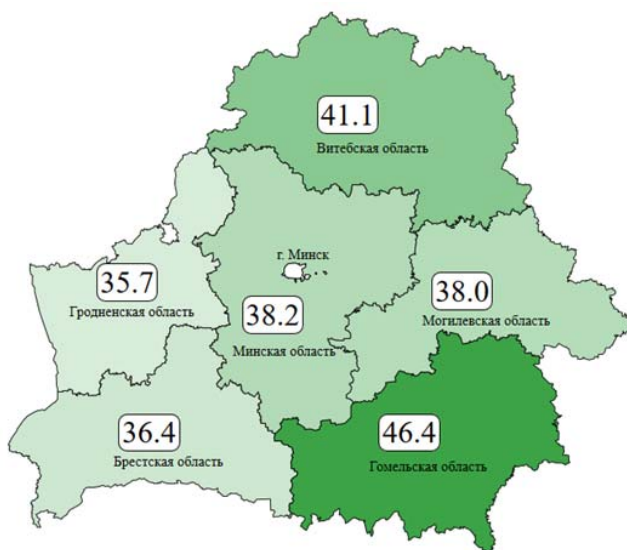 41.1
Витебская область
г. Минск
35.7
Гродненская область
38.2
Минская область
38.0
Могилевская область
36.4
Брестская область
46.4
Гомельская область